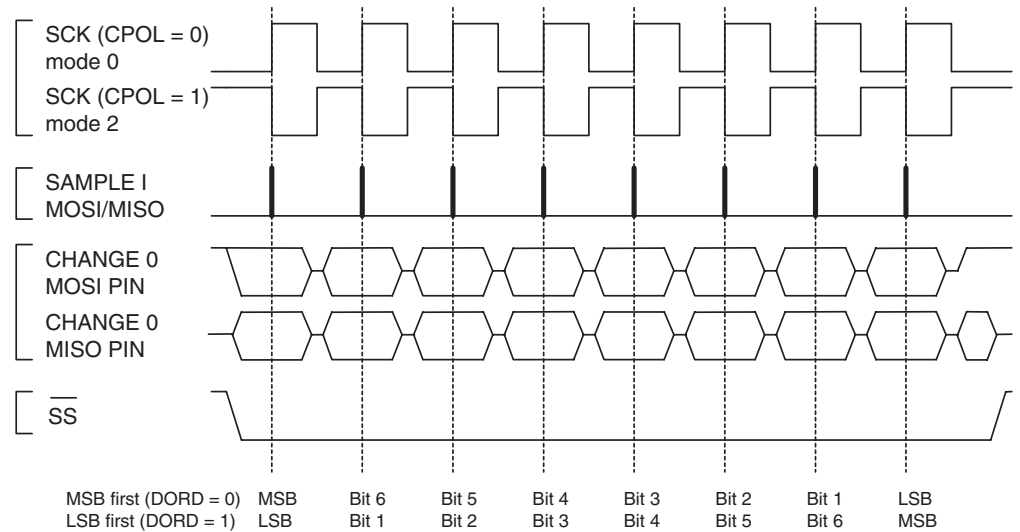 SCK (CPOL = 0)
mode 0
SCK (CPOL = 1)
mode 2
SAMPLE I
MOSI/MISO
CHANGE 0
MOSI PIN
CHANGE 0
MISO PIN
SS
MSB first (DORD = 0) MSB Bit 6 Bit 5 Bit 4 Bit 3 Bit 2 Bit 1 LSB
LSB first (DORD = 1) LSB Bit 1 Bit 2 Bit 3 Bit 4 Bit 5 Bit 6 MSB